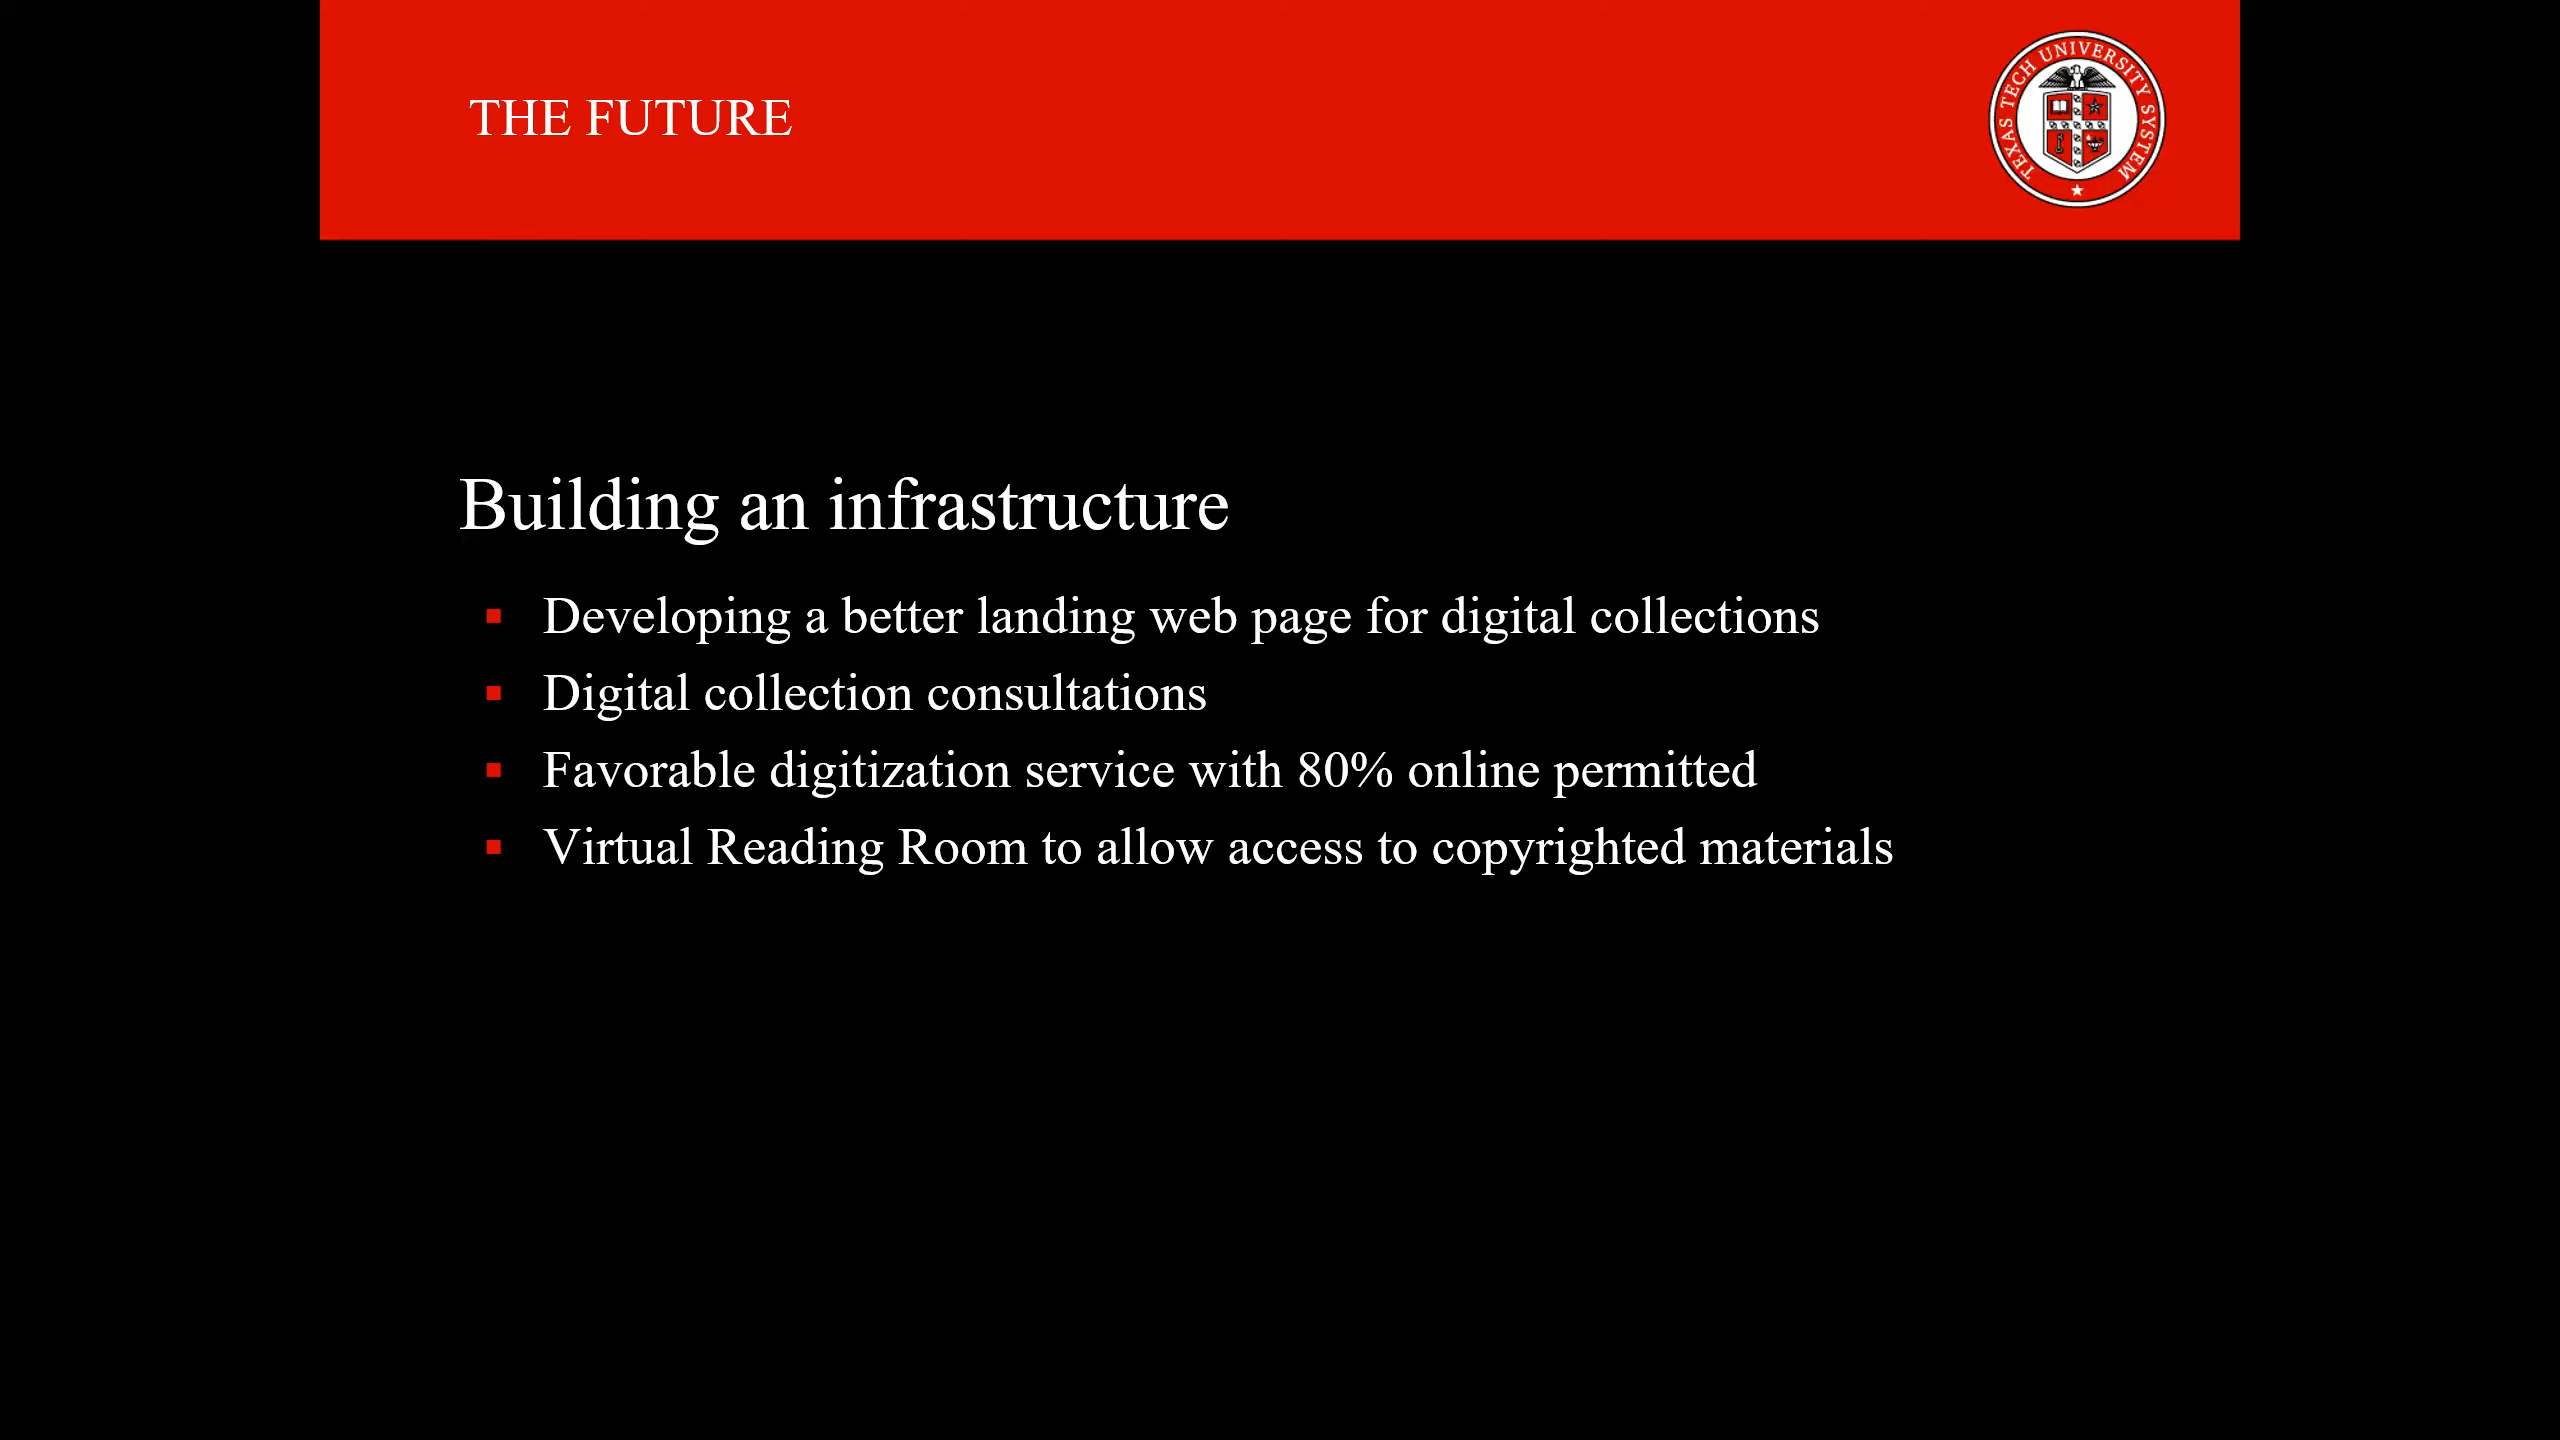 THE FUTURE
TEXAS TECH UNIVERSITY SYSTEM
Building an infrastructure
▪ Developing a better landing web page for digital collections
▪ Digital collection consultations
▪ Favorable digitization service with 80% online permitted
▪ Virtual Reading Room to allow access to copyrighted materials